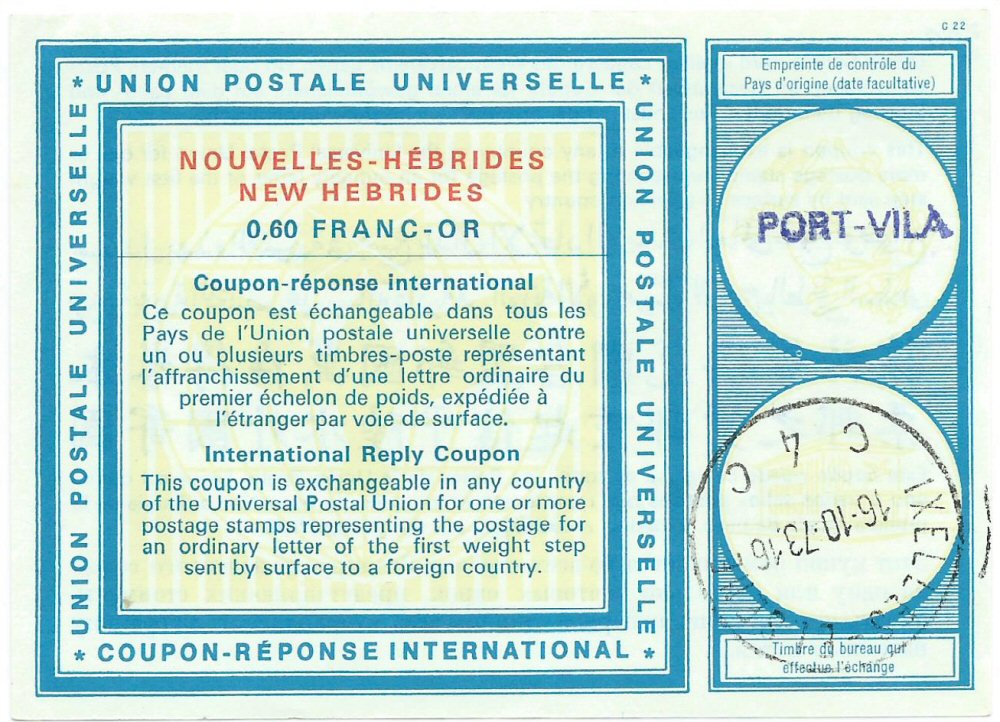 C 22
* UNION POSTALE UNIVERSELLE *
UNION POSTALE UNIVERSELLE
UNION POSTALE UNIVERSELLE
NOUVELLES-HÉBRIDES
NEW HEBRIDES
0,60 FRANC-OR
Coupon-réponse international
Ce coupon est échangeable dans tous les
Pays de l'Union postale universelle contre
un ou plusieurs timbres-poste représentant
l'affranchissement d'une lettre ordinaire du
premier échelon de poids, expédiée à
l'étranger par voie de surface.
International Reply Coupon
This coupon is exchangeable in any country
of the Universal Postal Union for one or more
postage stamps representing the postage for
an ordinary letter of the first weight step
sent by surface to a foreign country.
* COUPON-RÉPONSE INTERNATIONAL *
Empreinte de contrôle du
Pays d'origine (date facultative)
PORT-VILA
IXELLES
16-10-73 16
C 4 C
Timbre du bureau qui
effectue l'échange